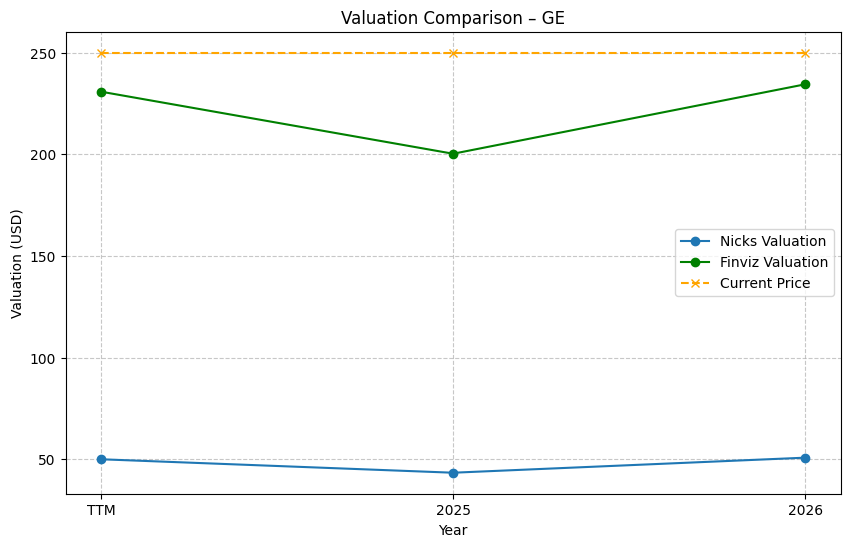 Valuation Comparison – GE
250
200
150
100
50
Valuation (USD)
Nicks Valuation
Finviz Valuation
Current Price
TTM
2025
2026
Year